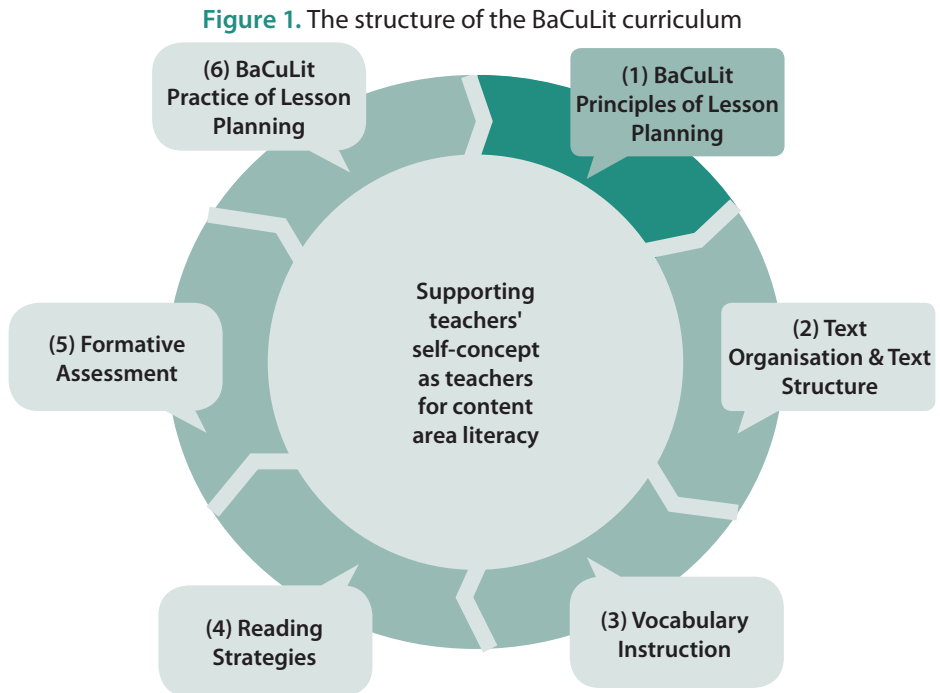 Figure 1. The structure of the BaCuLit curriculum
(1) BaCuLit
Principles of Lesson
Planning
(2) Text
Organisation & Text
Structure
(3) Vocabulary
Instruction
(4) Reading
Strategies
(5) Formative
Assessment
(6) BaCuLit
Practice of Lesson
Planning
Supporting
teachers'
self-concept
as teachers
for content
area literacy